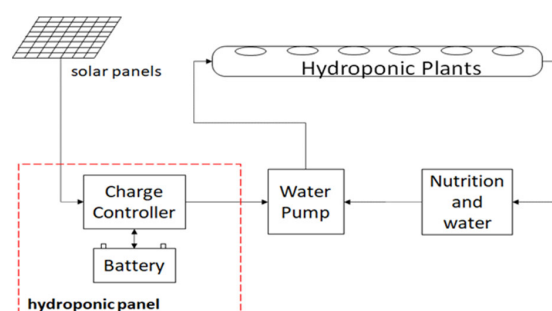 solar panels
Hydroponic Plants
Charge
Controller
Water
Pump
Nutrition
and
water
Battery
hydroponic panel